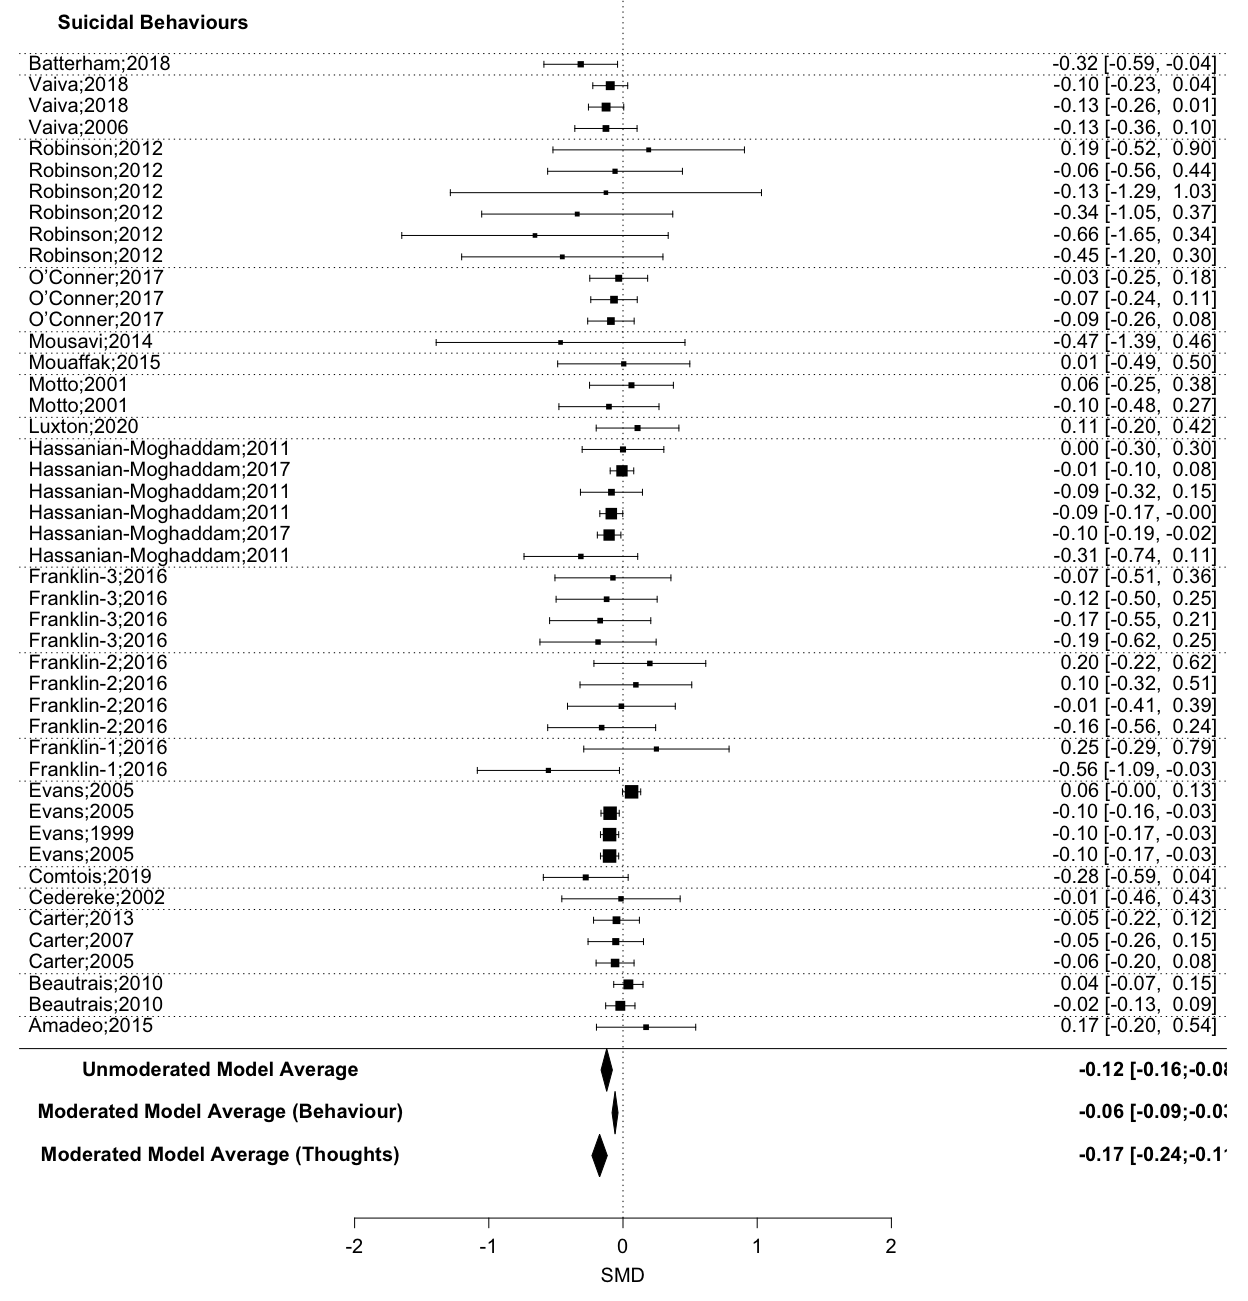 Suicidal Behaviours
Batterham;2018 -0.32 [-0.59, -0.04]
Vaiva;2018 -0.10 [-0.23, 0.04]
Vaiva;2018 -0.13 [-0.26, 0.01]
Vaiva;2006 -0.13 [-0.36, 0.10]
Robinson;2012 0.19 [-0.52, 0.90]
Robinson;2012 -0.06 [-0.56, 0.44]
Robinson;2012 -0.13 [-1.29, 1.03]
Robinson;2012 -0.34 [-1.05, 0.37]
Robinson;2012 -0.66 [-1.65, 0.34]
Robinson;2012 -0.45 [-1.20, 0.30]
O'Conner;2017 -0.03 [-0.25, 0.18]
O'Conner;2017 -0.07 [-0.24, 0.11]
O'Conner;2017 -0.09 [-0.26, 0.08]
Mousavi;2014 -0.47 [-1.39, 0.46]
Mouaffak;2015 0.01 [-0.49, 0.50]
Motto;2001 0.06 [-0.25, 0.38]
Motto;2001 -0.10 [-0.48, 0.27]
Luxton;2020 0.11 [-0.20, 0.42]
Hassanian-Moghaddam;2011 0.00 [-0.30, 0.30]
Hassanian-Moghaddam;2017 -0.01 [-0.10, 0.08]
Hassanian-Moghaddam;2011 -0.09 [-0.32, 0.15]
Hassanian-Moghaddam;2011 -0.09 [-0.17, -0.00]
Hassanian-Moghaddam;2017 -0.10 [-0.19, -0.02]
Hassanian-Moghaddam;2011 -0.31 [-0.74, 0.11]
Franklin-3;2016 -0.07 [-0.51, 0.36]
Franklin-3;2016 -0.12 [-0.50, 0.25]
Franklin-3;2016 -0.17 [-0.55, 0.21]
Franklin-3;2016 -0.19 [-0.62, 0.25]
Franklin-2;2016 0.20 [-0.22, 0.62]
Franklin-2;2016 0.10 [-0.32, 0.51]
Franklin-2;2016 -0.01 [-0.41, 0.39]
Franklin-2;2016 -0.16 [-0.56, 0.24]
Franklin-1;2016 0.25 [-0.29, 0.79]
Franklin-1;2016 -0.56 [-1.09, -0.03]
Evans;2005 0.06 [-0.00, 0.13]
Evans;2005 -0.10 [-0.16, -0.03]
Evans;1999 -0.10 [-0.17, -0.03]
Evans;2005 -0.10 [-0.17, -0.03]
Comtois;2019 -0.28 [-0.59, 0.04]
Cedereke;2002 -0.01 [-0.46, 0.43]
Carter;2013 -0.05 [-0.22, 0.12]
Carter;2007 -0.05 [-0.26, 0.15]
Carter;2005 -0.06 [-0.20, 0.08]
Beautrais;2010 0.04 [-0.07, 0.15]
Beautrais;2010 -0.02 [-0.13, 0.09]
Amadeo;2015 0.17 [-0.20, 0.54]
Unmoderated Model Average -0.12 [-0.16;-0.08
Moderated Model Average (Behaviour) -0.06 [-0.09;-0.03
Moderated Model Average (Thoughts) -0.17 [-0.24;-0.11
-2 -1 0 1 2
SMD